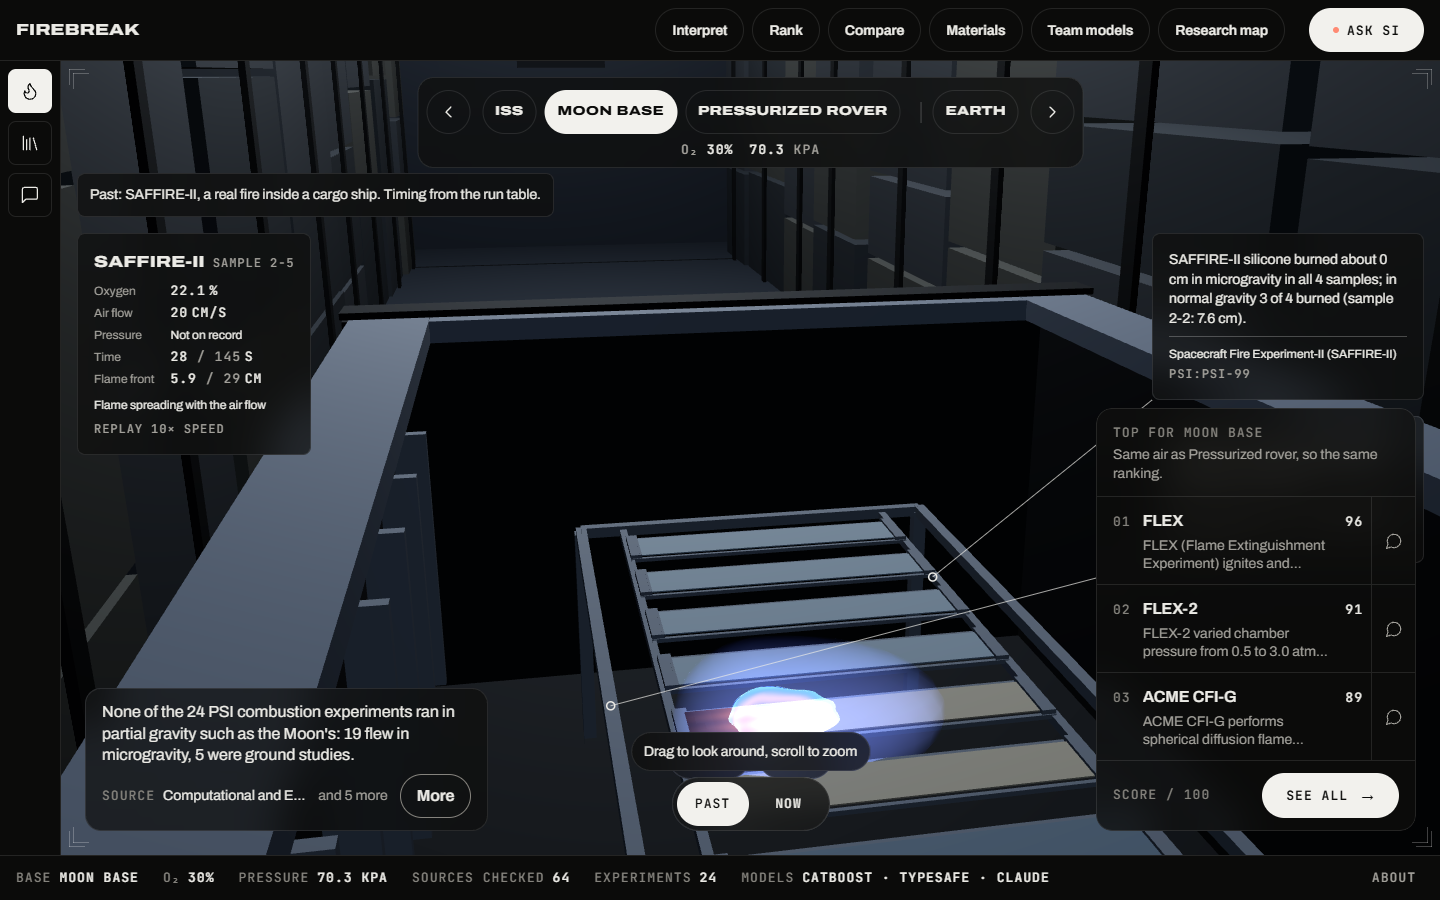 FIREBREAK
Interpret
Rank
Compare
Materials
Team models
Research map
ASK SI
ISS
MOON BASE
PRESSURIZED ROVER
EARTH
O₂ 30% 70.3 KPA
Past: SAFFIRE-II, a real fire inside a cargo ship. Timing from the run table.
SAFFIRE-II SAMPLE 2-5
Oxygen 22.1 %
Air flow 20 CM/S
Pressure Not on record
Time 28 / 145 S
Flame front 5.9 / 29 CM
Flame spreading with the air flow
REPLAY 10× SPEED
SAFFIRE-II silicone burned about 0
cm in microgravity in all 4 samples; in
normal gravity 3 of 4 burned (sample
2-2: 7.6 cm).
Spacecraft Fire Experiment-II (SAFFIRE-II)
PSI:PSI-99
TOP FOR MOON BASE
Same air as Pressurized rover, so the same
ranking.
01 FLEX 96
FLEX (Flame Extinguishment
Experiment) ignites and...
02 FLEX-2 91
FLEX-2 varied chamber
pressure from 0.5 to 3.0 atm...
03 ACME CFI-G 89
ACME CFI-G performs
spherical diffusion flame...
SCORE / 100
SEE ALL →
None of the 24 PSI combustion experiments ran in
partial gravity such as the Moon's: 19 flew in
microgravity, 5 were ground studies.
SOURCE Computational and E... and 5 more
More
Drag to look around, scroll to zoom
PAST
NOW
BASE MOON BASE O₂ 30% PRESSURE 70.3 KPA SOURCES CHECKED 64 EXPERIMENTS 24 MODELS CATBOOST · TYPESAFE · CLAUDE
ABOUT